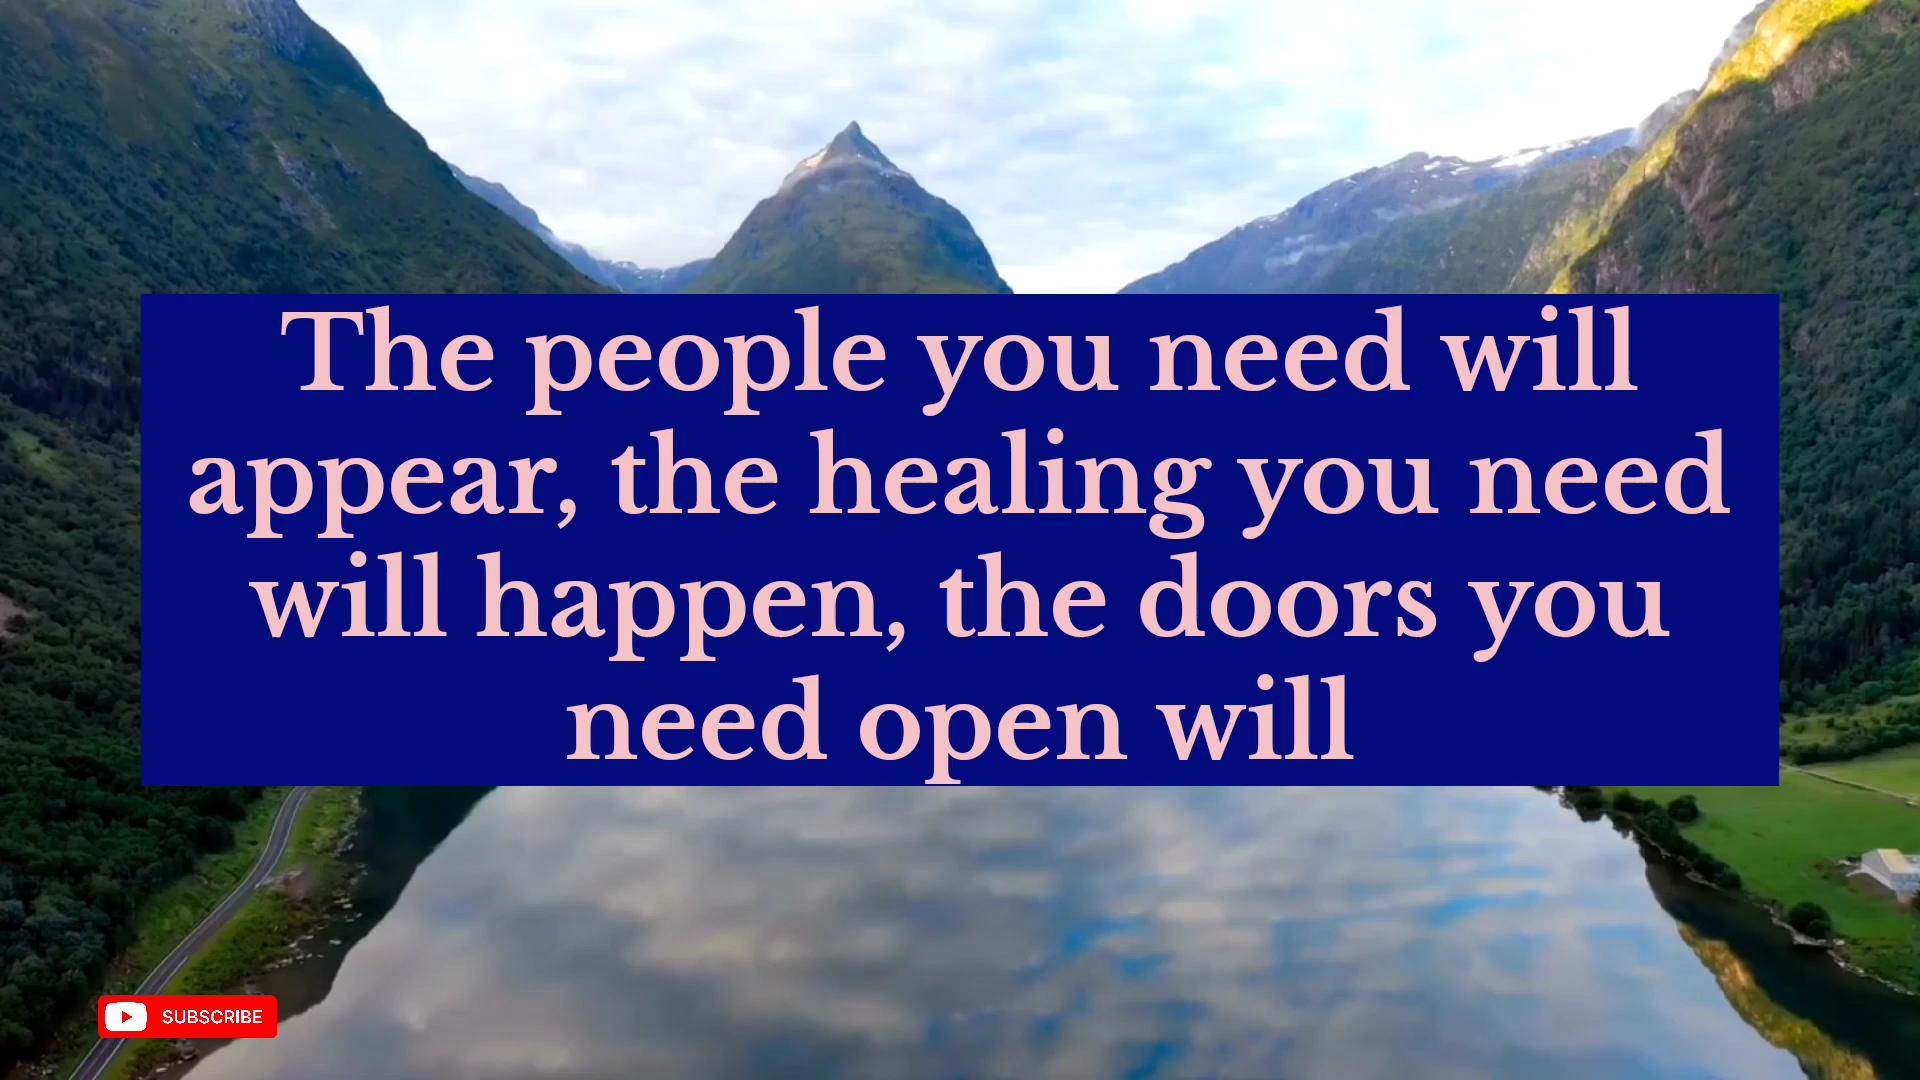 The people you need will
appear, the healing you need
will happen, the doors you
need open will
SUBSCRIBE